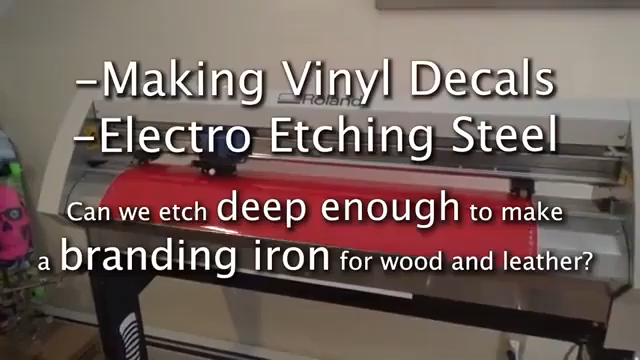 -Making Vinyl Decals
Roland
-Electro Etching Steel
Can we etch deep enough to make
a branding iron for wood and leather?